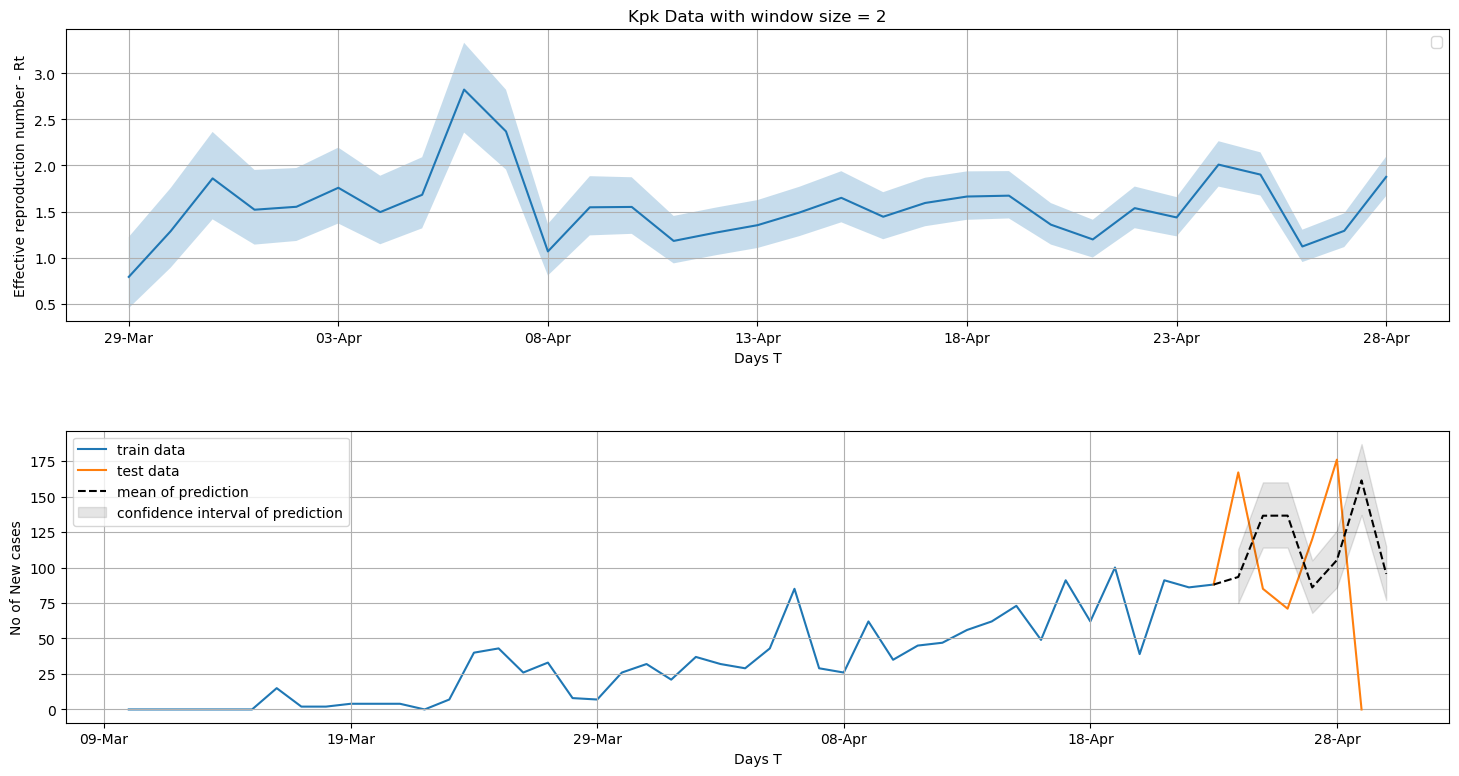 Kpk Data with window size = 2
Effective reproduction number - Rt
3.0
2.5
2.0
1.5
1.0
0.5
29-Mar 03-Apr 08-Apr 13-Apr 18-Apr 23-Apr 28-Apr
Days T
No of New cases
175
150
125
100
75
50
25
0
train data
test data
mean of prediction
confidence interval of prediction
09-Mar 19-Mar 29-Mar 08-Apr 18-Apr 28-Apr
Days T